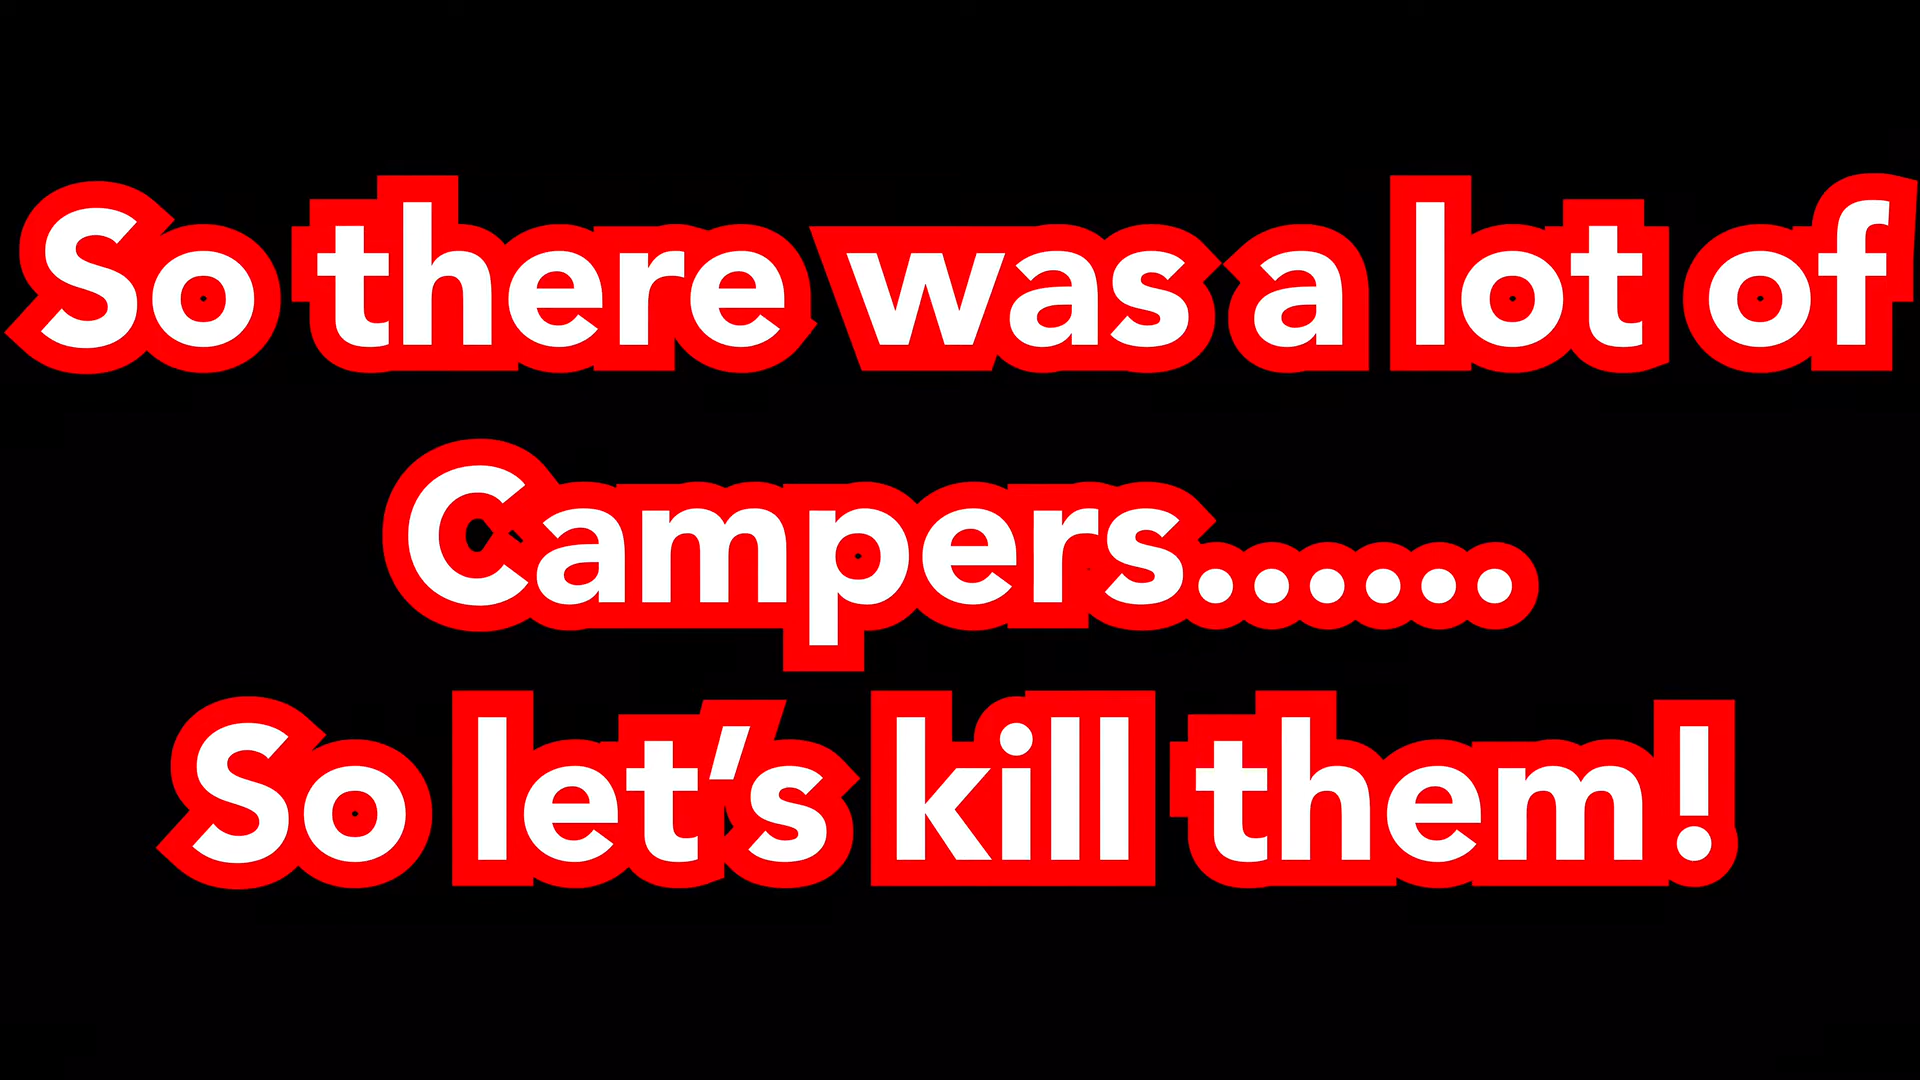 So there was a lot of
Campers......
So let’s kill them!